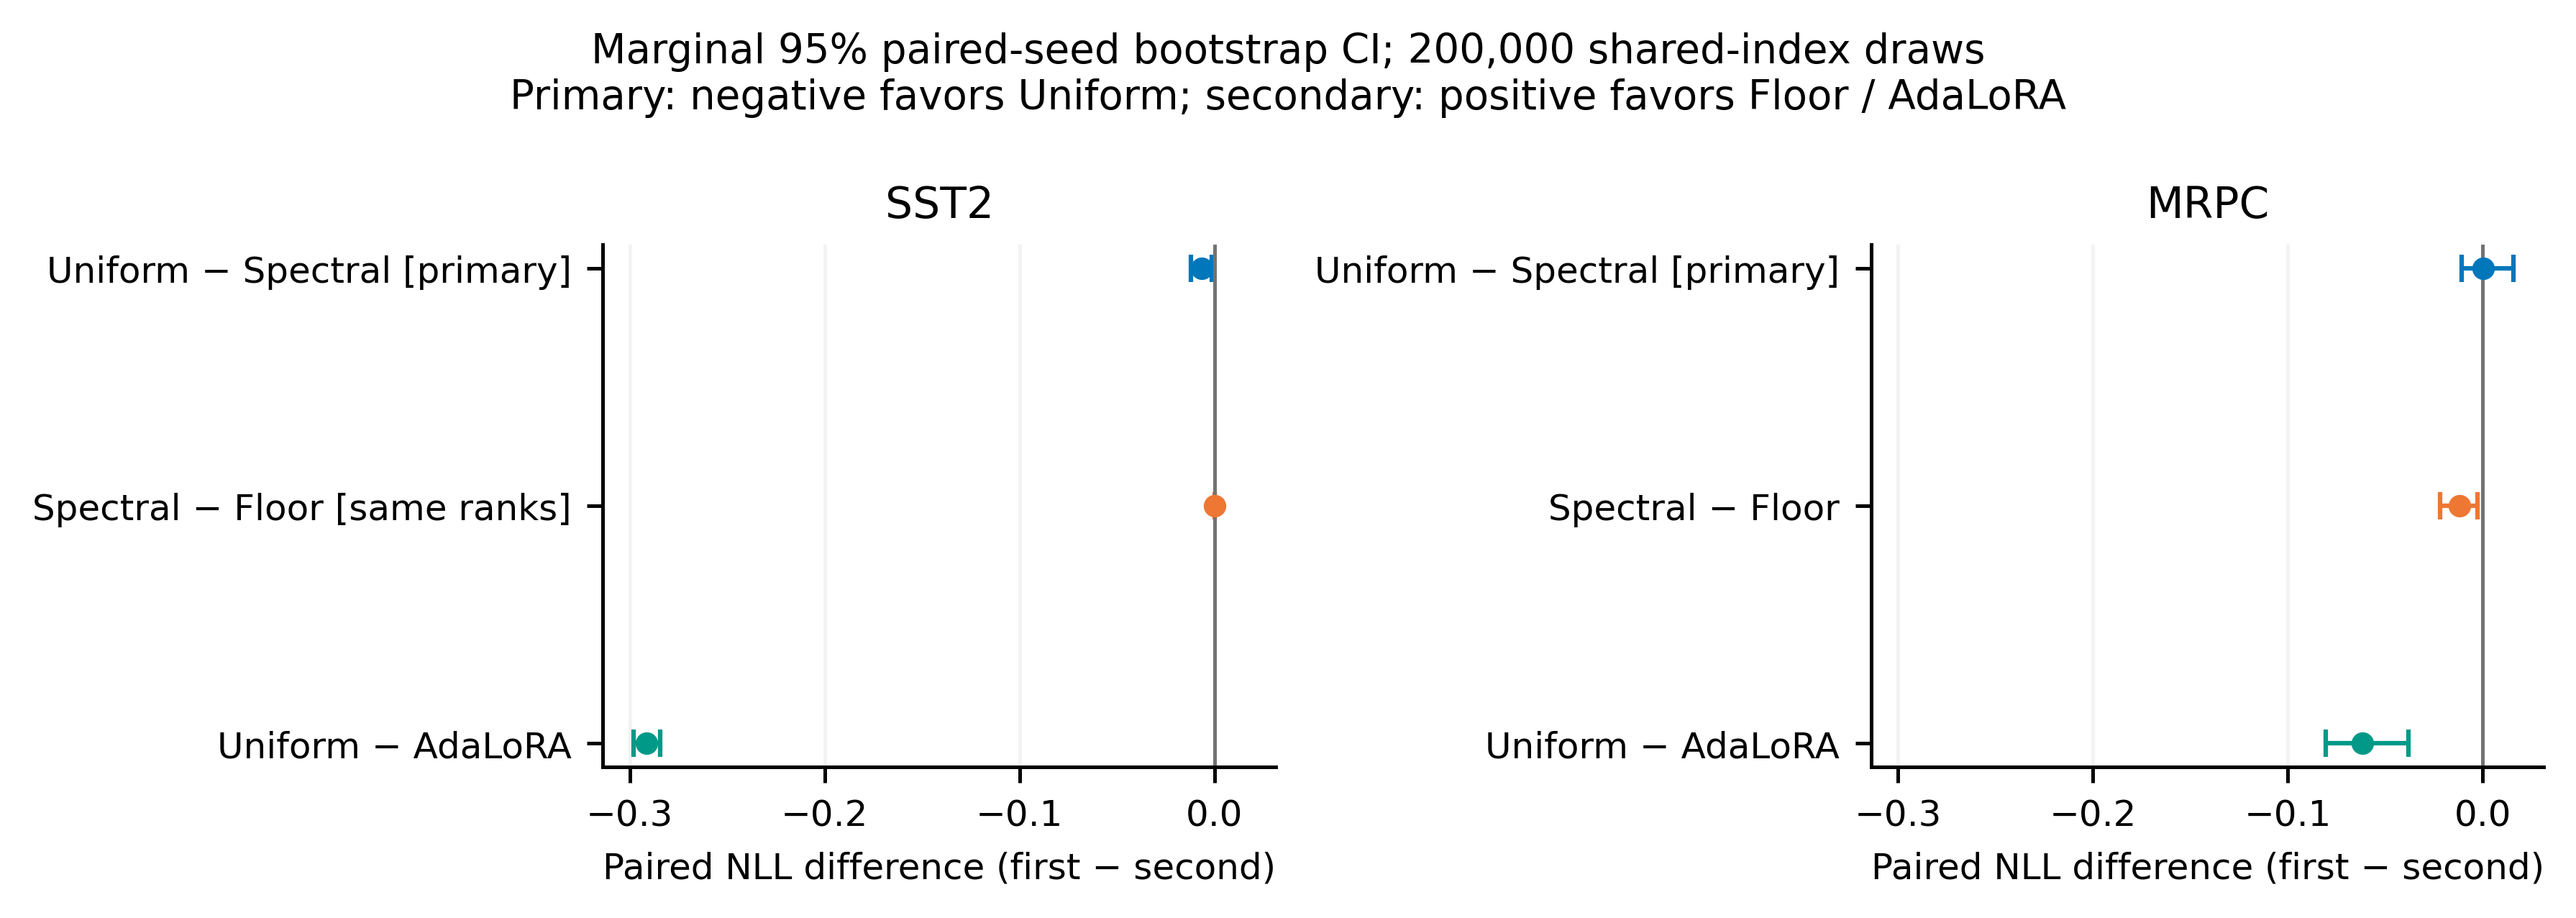 Marginal 95% paired-seed bootstrap CI; 200,000 shared-index draws
Primary: negative favors Uniform; secondary: positive favors Floor / AdaLoRA
SST2
Uniform − Spectral [primary]
Spectral − Floor [same ranks]
Uniform − AdaLoRA
−0.3 −0.2 −0.1 0.0
Paired NLL difference (first − second)
MRPC
Uniform − Spectral [primary]
Spectral − Floor
Uniform − AdaLoRA
−0.3 −0.2 −0.1 0.0
Paired NLL difference (first − second)